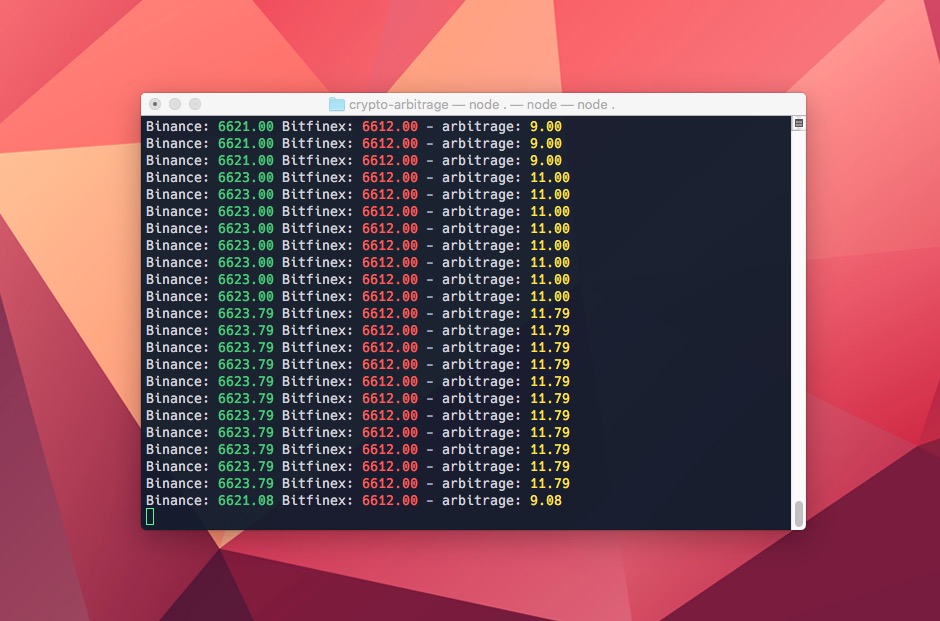 crypto-arbitrage — node . — node — node .
Binance: 6621.00 Bitfinex: 6612.00 - arbitrage: 9.00
Binance: 6621.00 Bitfinex: 6612.00 - arbitrage: 9.00
Binance: 6621.00 Bitfinex: 6612.00 - arbitrage: 9.00
Binance: 6623.00 Bitfinex: 6612.00 - arbitrage: 11.00
Binance: 6623.00 Bitfinex: 6612.00 - arbitrage: 11.00
Binance: 6623.00 Bitfinex: 6612.00 - arbitrage: 11.00
Binance: 6623.00 Bitfinex: 6612.00 - arbitrage: 11.00
Binance: 6623.00 Bitfinex: 6612.00 - arbitrage: 11.00
Binance: 6623.00 Bitfinex: 6612.00 - arbitrage: 11.00
Binance: 6623.00 Bitfinex: 6612.00 - arbitrage: 11.00
Binance: 6623.00 Bitfinex: 6612.00 - arbitrage: 11.00
Binance: 6623.79 Bitfinex: 6612.00 - arbitrage: 11.79
Binance: 6623.79 Bitfinex: 6612.00 - arbitrage: 11.79
Binance: 6623.79 Bitfinex: 6612.00 - arbitrage: 11.79
Binance: 6623.79 Bitfinex: 6612.00 - arbitrage: 11.79
Binance: 6623.79 Bitfinex: 6612.00 - arbitrage: 11.79
Binance: 6623.79 Bitfinex: 6612.00 - arbitrage: 11.79
Binance: 6623.79 Bitfinex: 6612.00 - arbitrage: 11.79
Binance: 6623.79 Bitfinex: 6612.00 - arbitrage: 11.79
Binance: 6623.79 Bitfinex: 6612.00 - arbitrage: 11.79
Binance: 6623.79 Bitfinex: 6612.00 - arbitrage: 11.79
Binance: 6623.79 Bitfinex: 6612.00 - arbitrage: 11.79
Binance: 6621.08 Bitfinex: 6612.00 - arbitrage: 9.08